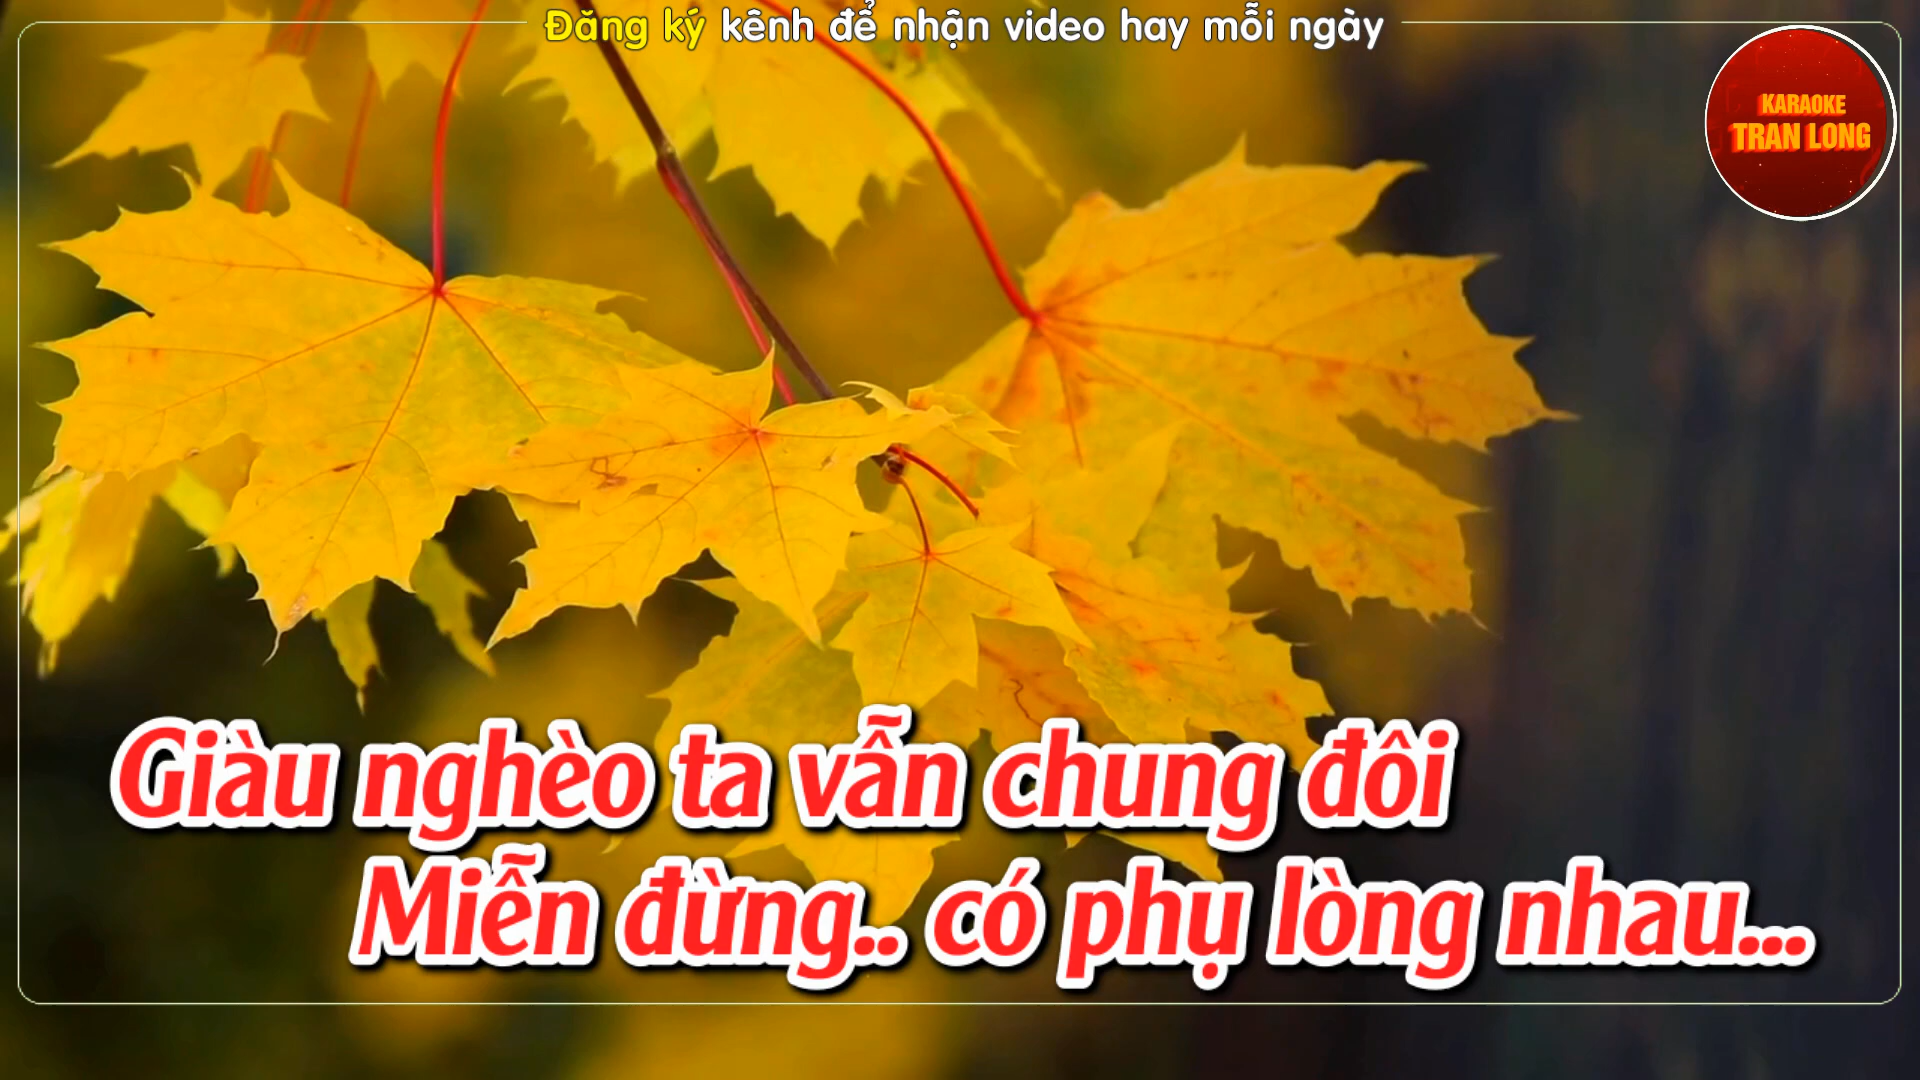 Đăng ký kênh để nhận video hay mỗi ngày
KARAOKE
TRAN LONG
Giàu nghèo ta vẫn chung đôi
Miễn đừng.. có phụ lòng nhau...